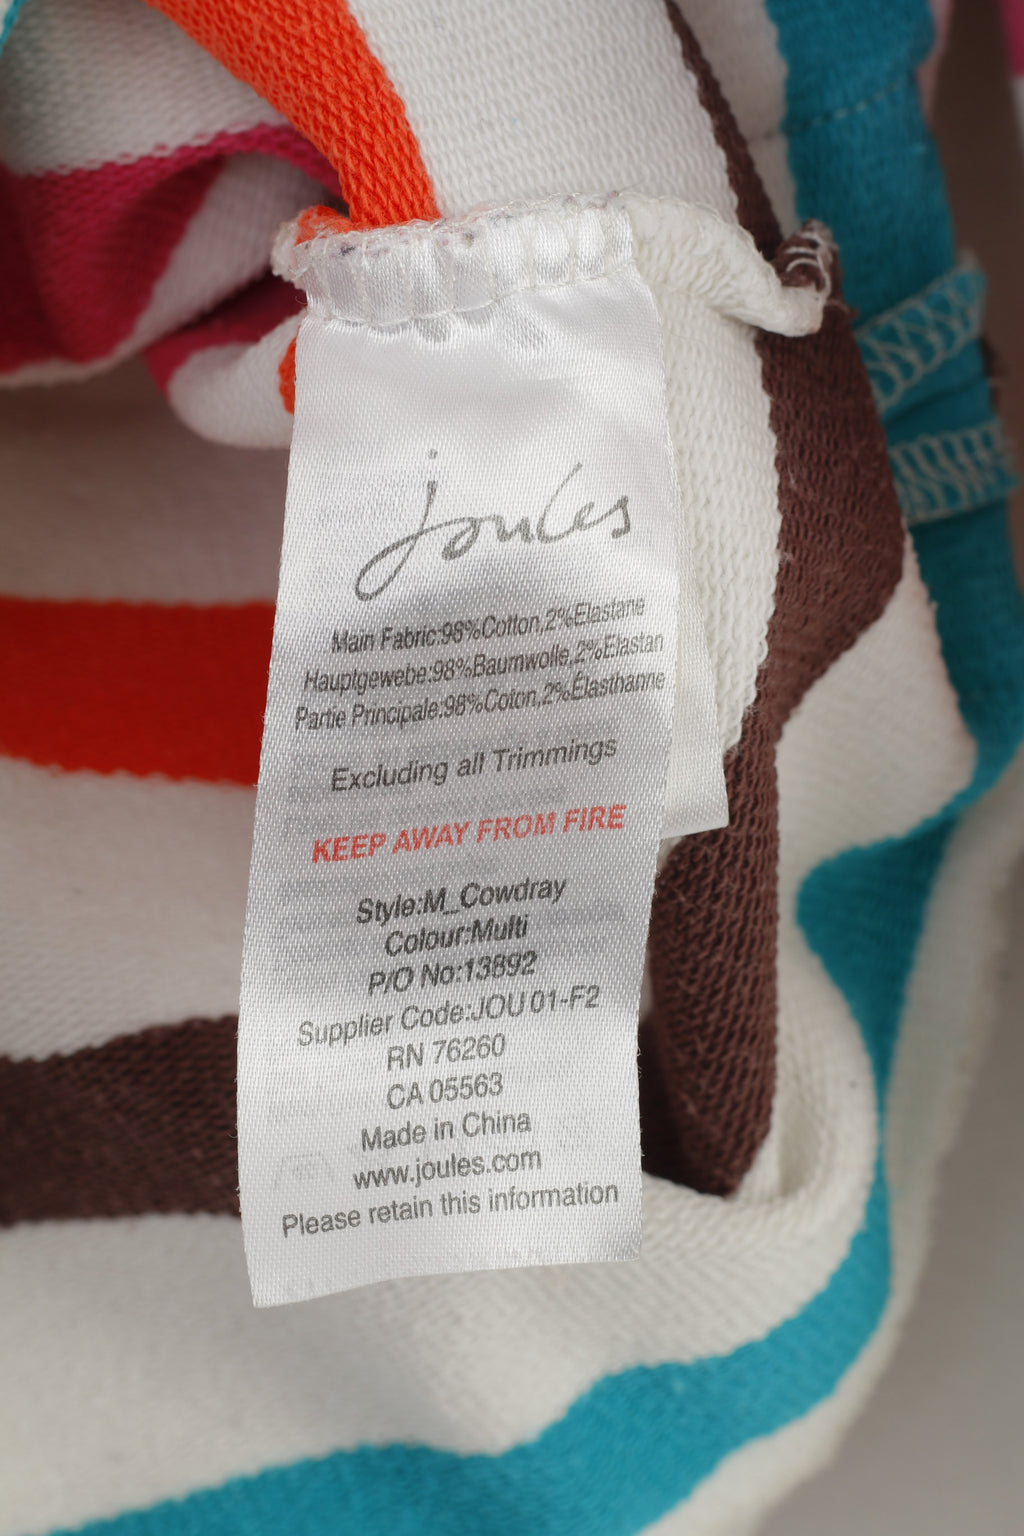 joules
Main Fabric:98%Cotton,2%Elastane
Hauptgewebe:98%Baumwolle,2%Elastan
Partie Principale:98%Coton,2%Élasthanne
Excluding all Trimmings
KEEP AWAY FROM FIRE
Style:M_Cowdray
Colour:Multi
P/O No:13892
Supplier Code:JOU 01-F2
RN 76260
CA 05563
Made in China
www.joules.com
Please retain this information